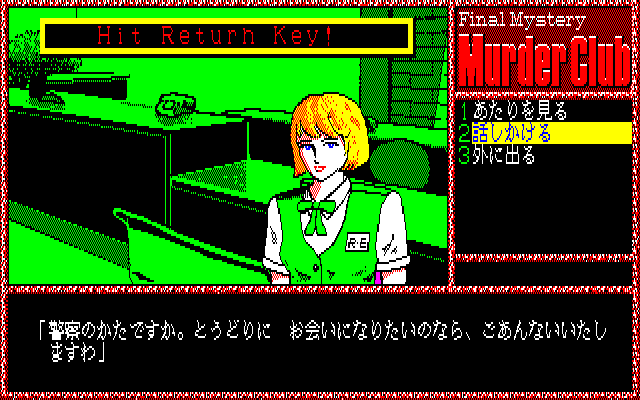 Hit Return Key!
Final Mystery
Murder Club
1 あたりを見る
2 話しかける
3 外に出る
R・E
「警察のかたですか。とうどりに　お会いになりたいのなら、ごあんないいたし
ますわ」